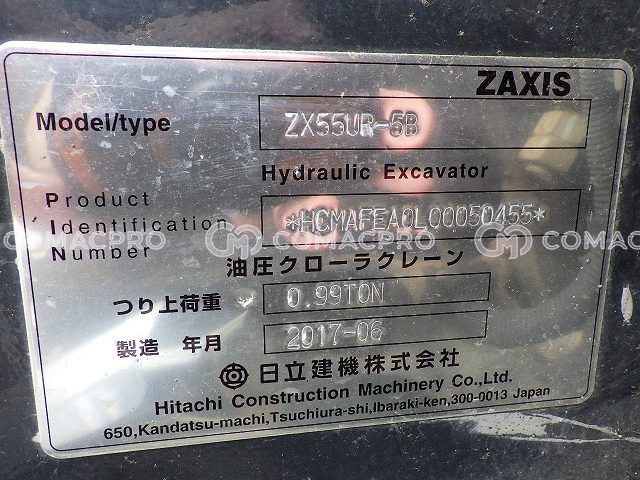 ZAXIS
Model/type ZX55UR-5B
Hydraulic Excavator
Product
Identification *HCMAFEA0L00050455*
Number
油圧クローラクレーン
つり上荷重 0.99TON
製造 年月 2017-06
日立建機株式会社
Hitachi Construction Machinery Co.,Ltd.
650,Kandatsu-machi,Tsuchiura-shi,Ibaraki-ken,300-0013 Japan
COMACPRO COMACPRO COMACPRO